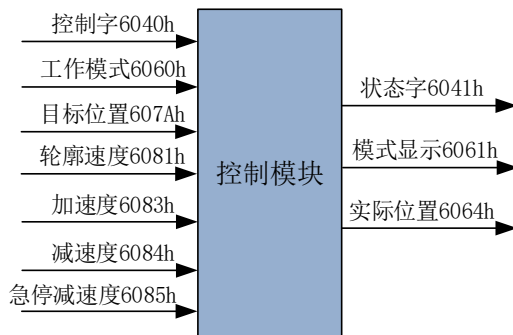 控制字6040h
工作模式6060h
目标位置607Ah
轮廓速度6081h
加速度6083h
减速度6084h
急停减速度6085h
控制模块
状态字6041h
模式显示6061h
实际位置6064h